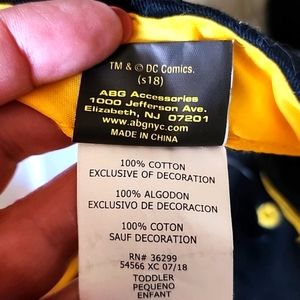 TM & © DC Comics.
(s18)
ABG Accessories
1000 Jefferson Ave.
Elizabeth, NJ 07201
www.abgnyc.com
MADE IN CHINA
100% COTTON
EXCLUSIVE OF DECORATION
100% ALGODON
EXCLUSIVO DE DECORACION
100% COTON
SAUF DECORATION
RN# 36299
54566 XC 07/18
TODDLER
PEQUENO
ENFANT